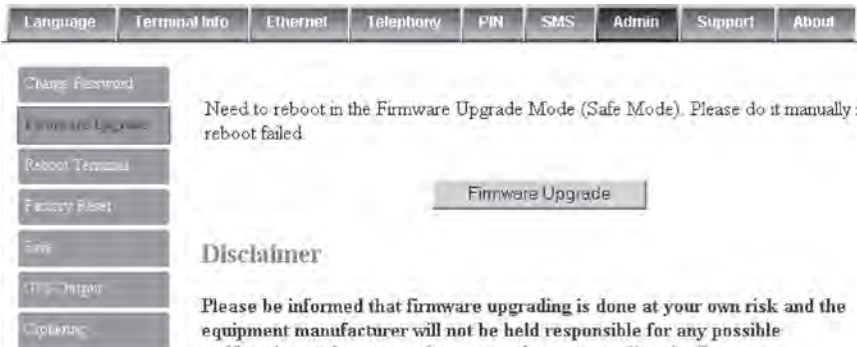 Language Terminal Info Ethernet Telephony PIN SMS Admin Support About
Change Password
Firmware Upgrade
Reboot Terminal
Factory Reset
GPS Output
Need to reboot in the Firmware Upgrade Mode (Safe Mode). Please do it manually
reboot failed
Firmware Upgrade
Disclaimer
Please be informed that firmware upgrading is done at your own risk and the
equipment manufacturer will not be held responsible for any possible